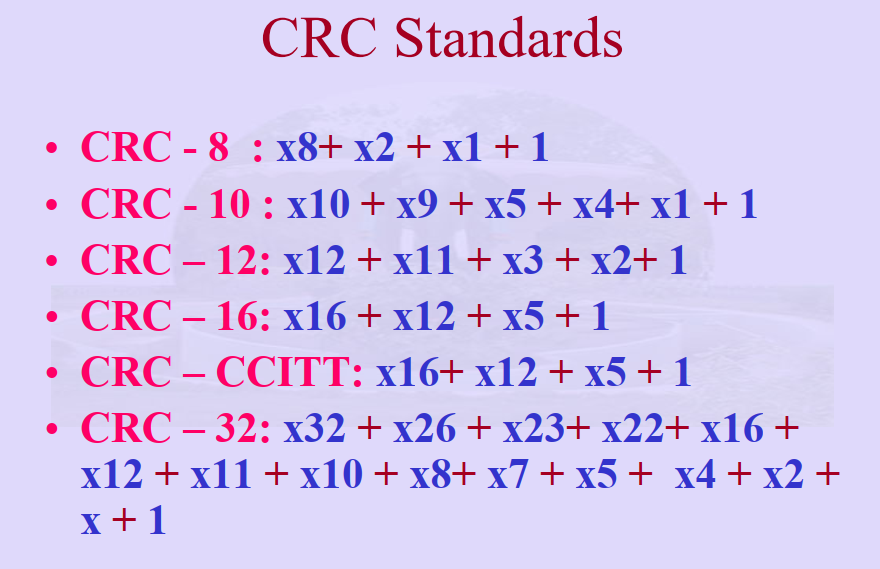 CRC Standards
• CRC - 8 : x8+ x2 + x1 + 1
• CRC - 10 : x10 + x9 + x5 + x4+ x1 + 1
• CRC – 12: x12 + x11 + x3 + x2+ 1
• CRC – 16: x16 + x12 + x5 + 1
• CRC – CCITT: x16+ x12 + x5 + 1
• CRC – 32: x32 + x26 + x23+ x22+ x16 +
x12 + x11 + x10 + x8+ x7 + x5 + x4 + x2 +
x + 1